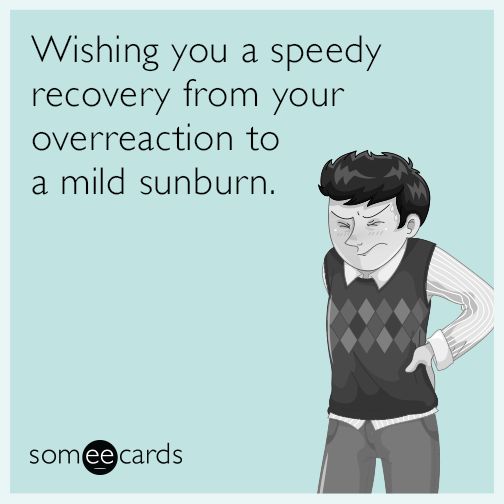 Wishing you a speedy
recovery from your
overreaction to
a mild sunburn.
someecards